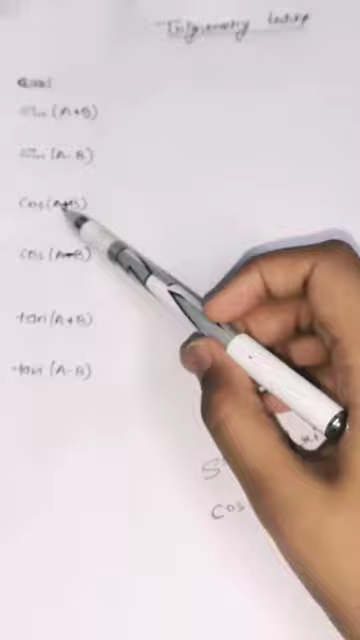 Trigonometry
sin(A+B)
sin(A-B)
cos(A+B)
cos(A-B)
tan(A+B)
tan(A-B)
cos